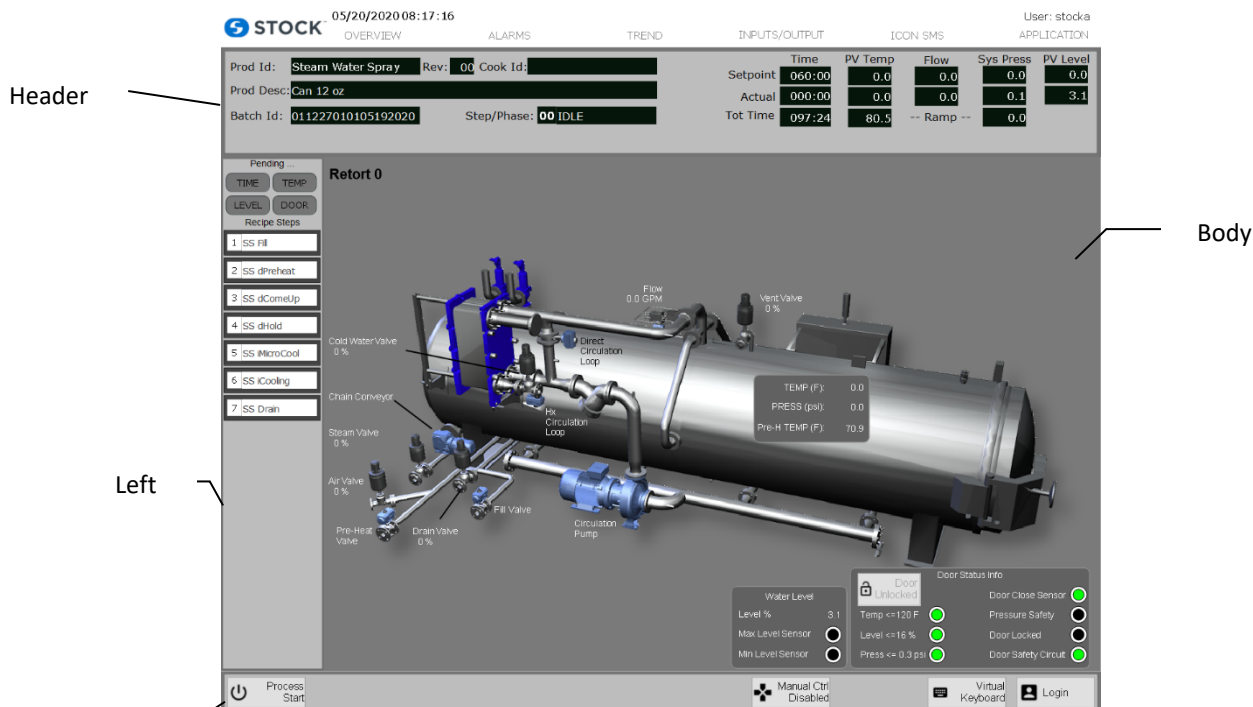 STOCK 05/20/2020 08:17:16 User: stocka
OVERVIEW ALARMS TREND INPUTS/OUTPUT ICON SMS APPLICATION
Header
Prod Id: Steam Water Spray Rev: 00 Cook Id:
Prod Desc: Can 12 oz
Batch Id: 011227010105192020 Step/Phase: 00 IDLE
Time PV Temp Flow Sys Press PV Level
Setpoint 060:00 0.0 0.0 0.0 0.0
Actual 000:00 0.0 0.0 0.1 3.1
Tot Time 097:24 80.5 -- Ramp -- 0.0
Pending ...
TIME TEMP
LEVEL DOOR
Recipe Steps
1 SS Fill
2 SS dPreheat
3 SS dComeUp
4 SS dHold
5 SS iMicroCool
6 SS iCooling
7 SS Drain
Left
Retort 0
Body
Flow
0.0 GPM
Vent Valve
0 %
Cold Water Valve
0 %
Direct
Circulation
Loop
Chain Conveyor
Hx
Circulation
Loop
TEMP (F): 0.0
PRESS (psi): 0.0
Pre-H TEMP (F): 70.9
Steam Valve
0 %
Air Valve
0 %
Pre-Heat
Valve
Drain Valve
0 %
Fill Valve
Circulation
Pump
Water Level
Level % 3.1
Max Level Sensor
Min Level Sensor
Door Status Info
Door
Unlocked
Door Close Sensor
Temp <=120 F Pressure Safety
Level <=16 % Door Locked
Press <= 0.3 psi Door Safety Circuit
Process
Start
Manual Ctrl
Disabled
Virtual
Keyboard
Login